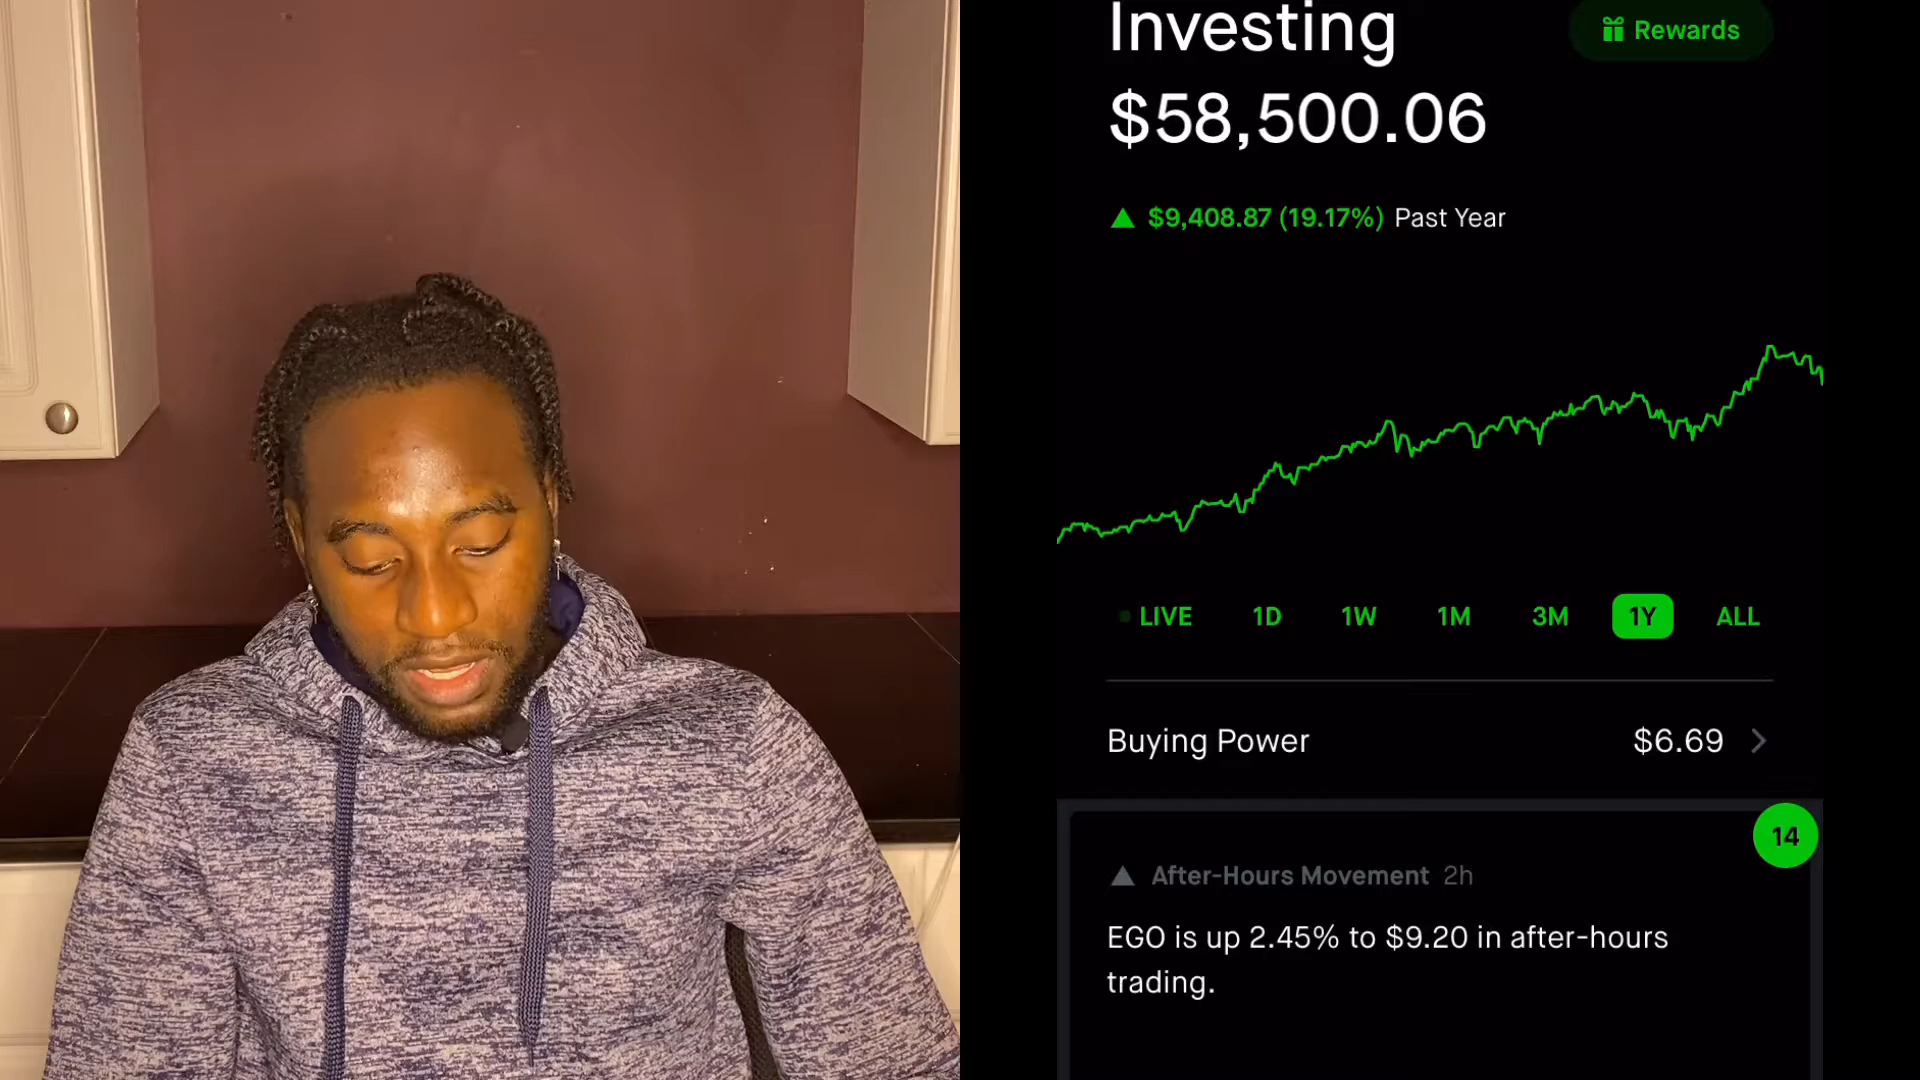 Investing
Rewards
$58,500.06
$9,408.87 (19.17%) Past Year
LIVE 1D 1W 1M 3M 1Y ALL
Buying Power $6.69
14
After-Hours Movement 2h
EGO is up 2.45% to $9.20 in after-hours
trading.